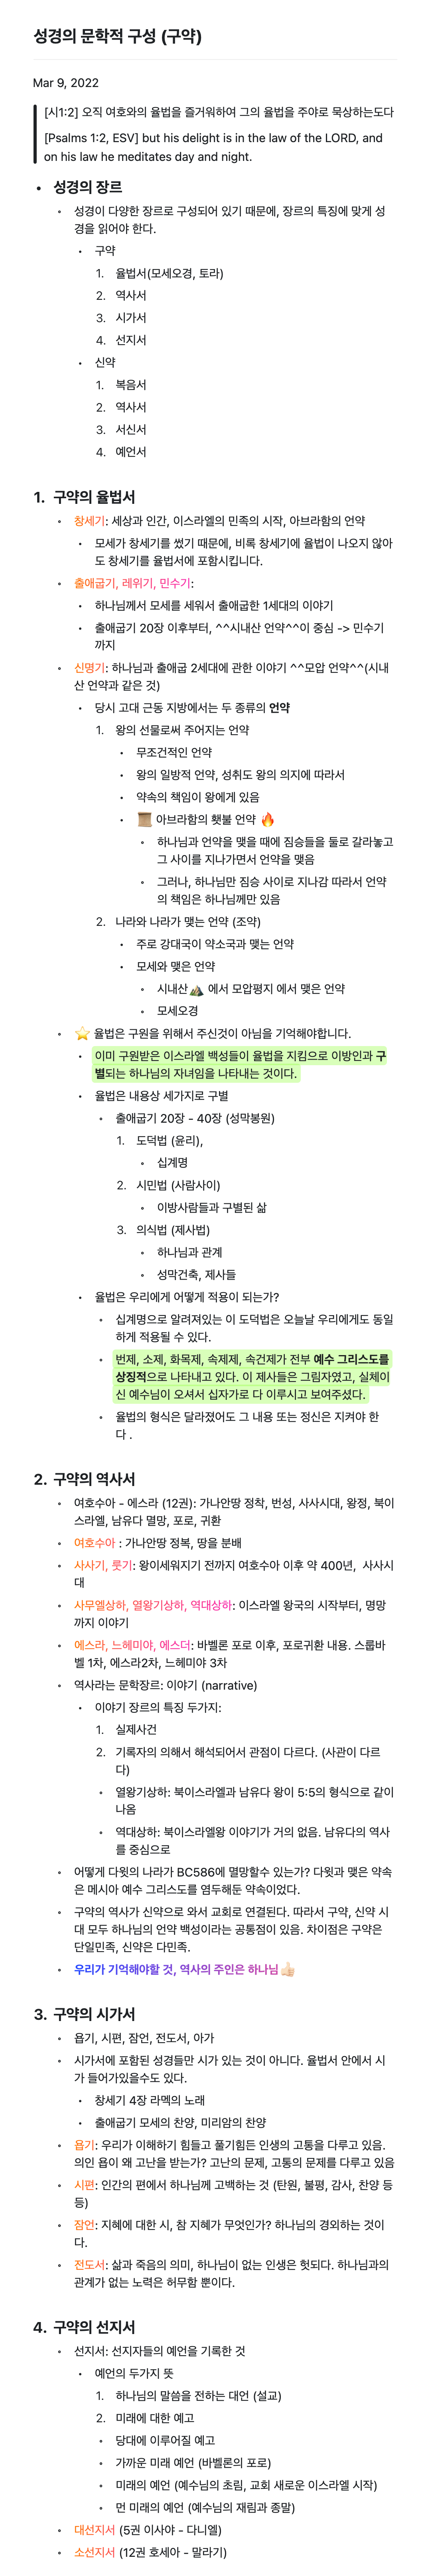 성경의 문학적 구성 (구약)
Mar 9, 2022
[시1:2] 오직 여호와의 율법을 즐거워하여 그의 율법을 주야로 묵상하는도다
[Psalms 1:2, ESV] but his delight is in the law of the LORD, and
on his law he meditates day and night.
• 성경의 장르
◦ 성경이 다양한 장르로 구성되어 있기 때문에, 장르의 특징에 맞게 성
경을 읽어야 한다.
• 구약
1. 율법서(모세오경, 토라)
2. 역사서
3. 시가서
4. 선지서
• 신약
1. 복음서
2. 역사서
3. 서신서
4. 예언서
1. 구약의 율법서
◦ 창세기: 세상과 인간, 이스라엘의 민족의 시작, 아브라함의 언약
• 모세가 창세기를 썼기 때문에, 비록 창세기에 율법이 나오지 않아
도 창세기를 율법서에 포함시킵니다.
◦ 출애굽기, 레위기, 민수기:
• 하나님께서 모세를 세워서 출애굽한 1세대의 이야기
• 출애굽기 20장 이후부터, ^^시내산 언약^^이 중심 -> 민수기
까지
◦ 신명기: 하나님과 출애굽 2세대에 관한 이야기 ^^모압 언약^^(시내
산 언약과 같은 것)
• 당시 고대 근동 지방에서는 두 종류의 언약
1. 왕의 선물로써 주어지는 언약
• 무조건적인 언약
• 왕의 일방적 언약, 성취도 왕의 의지에 따라서
• 약속의 책임이 왕에게 있음
• 📜 아브라함의 횃불 언약 🔥
◦ 하나님과 언약을 맺을 때에 짐승들을 둘로 갈라놓고
그 사이를 지나가면서 언약을 맺음
◦ 그러나, 하나님만 짐승 사이로 지나감 따라서 언약
의 책임은 하나님께만 있음
2. 나라와 나라가 맺는 언약 (조약)
• 주로 강대국이 약소국과 맺는 언약
• 모세와 맺은 언약
◦ 시내산⛰ 에서 모압평지 에서 맺은 언약
◦ 모세오경
◦ ⭐ 율법은 구원을 위해서 주신것이 아님을 기억해야합니다.
• 이미 구원받은 이스라엘 백성들이 율법을 지킴으로 이방인과 구
별되는 하나님의 자녀임을 나타내는 것이다.
• 율법은 내용상 세가지로 구별
◦ 출애굽기 20장 - 40장 (성막봉원)
1. 도덕법 (윤리),
◦ 십계명
2. 시민법 (사람사이)
◦ 이방사람들과 구별된 삶
3. 의식법 (제사법)
◦ 하나님과 관계
◦ 성막건축, 제사들
• 율법은 우리에게 어떻게 적용이 되는가?
◦ 십계명으로 알려져있는 이 도덕법은 오늘날 우리에게도 동일
하게 적용될 수 있다.
◦ 번제, 소제, 화목제, 속제제, 속건제가 전부 예수 그리스도를
상징적으로 나타내고 있다. 이 제사들은 그림자였고, 실체이
신 예수님이 오셔서 십자가로 다 이루시고 보여주셨다.
◦ 율법의 형식은 달라졌어도 그 내용 또는 정신은 지켜야 한
다 .
2. 구약의 역사서
◦ 여호수아 - 에스라 (12권): 가나안땅 정착, 번성, 사사시대, 왕정, 북이
스라엘, 남유다 멸망, 포로, 귀환
◦ 여호수아 : 가나안땅 정복, 땅을 분배
◦ 사사기, 룻기: 왕이세워지기 전까지 여호수아 이후 약 400년, 사사시
대
◦ 사무엘상하, 열왕기상하, 역대상하: 이스라엘 왕국의 시작부터, 명망
까지 이야기
◦ 에스라, 느헤미야, 에스더: 바벨론 포로 이후, 포로귀환 내용. 스룹바
벨 1차, 에스라2차, 느헤미야 3차
◦ 역사라는 문학장르: 이야기 (narrative)
• 이야기 장르의 특징 두가지:
1. 실제사건
2. 기록자의 의해서 해석되어서 관점이 다르다. (사관이 다르
다)
◦ 열왕기상하: 북이스라엘과 남유다 왕이 5:5의 형식으로 같이
나옴
◦ 역대상하: 북이스라엘왕 이야기가 거의 없음. 남유다의 역사
를 중심으로
◦ 어떻게 다윗의 나라가 BC586에 멸망할수 있는가? 다윗과 맺은 약속
은 메시아 예수 그리스도를 염두해둔 약속이었다.
◦ 구약의 역사가 신약으로 와서 교회로 연결된다. 따라서 구약, 신약 시
대 모두 하나님의 언약 백성이라는 공통점이 있음. 차이점은 구약은
단일민족, 신약은 다민족.
◦ 우리가 기억해야할 것, 역사의 주인은 하나님👍🏻
3. 구약의 시가서
◦ 욥기, 시편, 잠언, 전도서, 아가
◦ 시가서에 포함된 성경들만 시가 있는 것이 아니다. 율법서 안에서 시
가 들어가있을수도 있다.
• 창세기 4장 라멕의 노래
• 출애굽기 모세의 찬양, 미리암의 찬양
◦ 욥기: 우리가 이해하기 힘들고 풀기힘든 인생의 고통을 다루고 있음.
의인 욥이 왜 고난을 받는가? 고난의 문제, 고통의 문제를 다루고 있음
◦ 시편: 인간의 편에서 하나님께 고백하는 것 (탄원, 불평, 감사, 찬양 등
등)
◦ 잠언: 지혜에 대한 시, 참 지혜가 무엇인가? 하나님의 경외하는 것이
다.
◦ 전도서: 삶과 죽음의 의미, 하나님이 없는 인생은 헛되다. 하나님과의
관계가 없는 노력은 허무함 뿐이다.
4. 구약의 선지서
◦ 선지서: 선지자들의 예언을 기록한 것
• 예언의 두가지 뜻
1. 하나님의 말씀을 전하는 대언 (설교)
2. 미래에 대한 예고
◦ 당대에 이루어질 예고
◦ 가까운 미래 예언 (바벨론의 포로)
◦ 미래의 예언 (예수님의 초림, 교회 새로운 이스라엘 시작)
◦ 먼 미래의 예언 (예수님의 재림과 종말)
◦ 대선지서 (5권 이사야 - 다니엘)
◦ 소선지서 (12권 호세아 - 말라기)